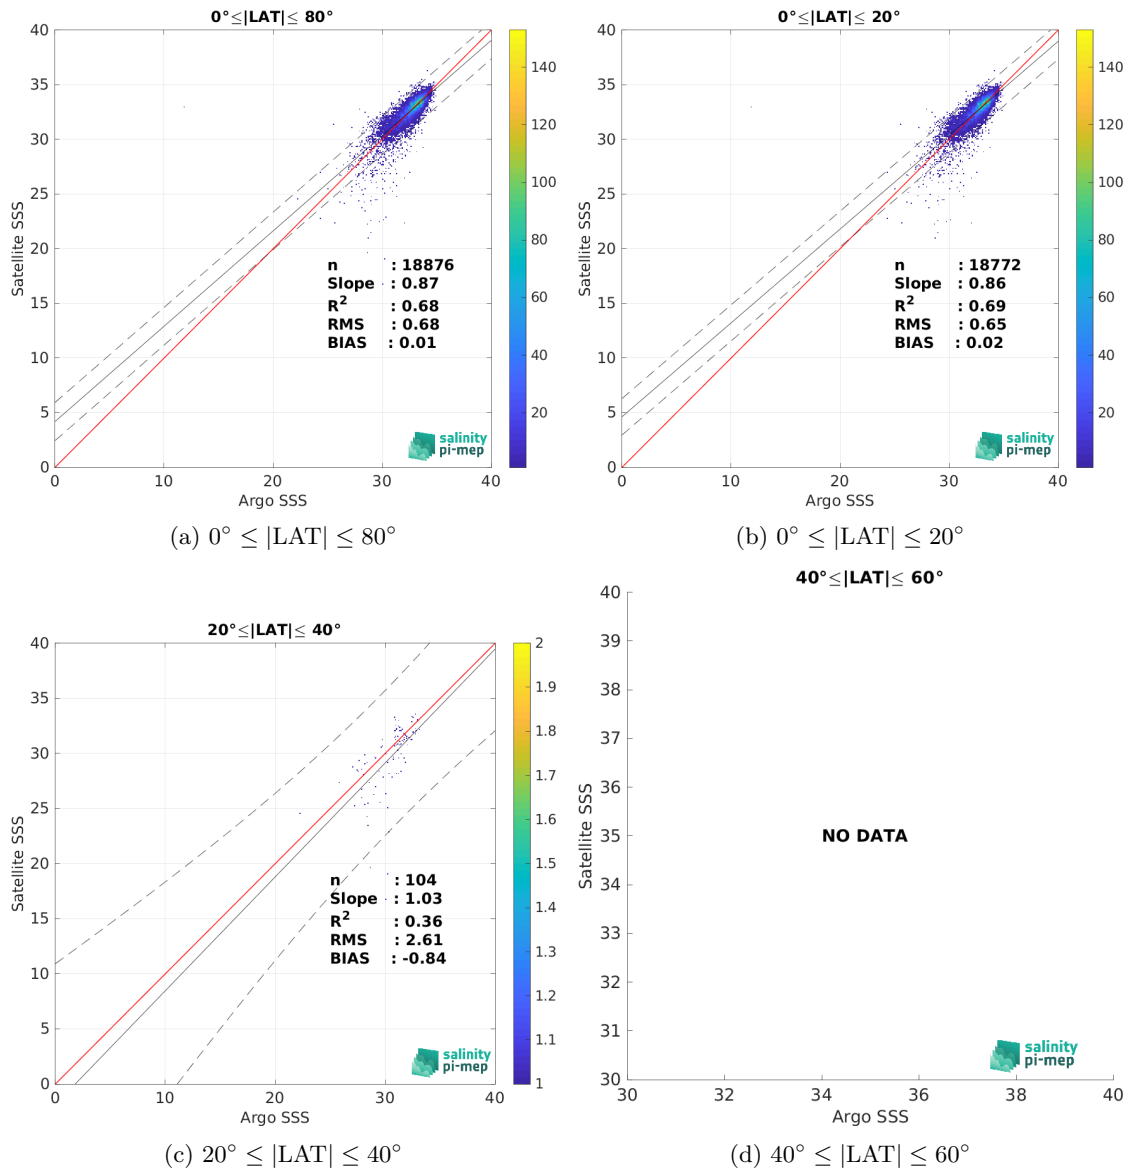 0°≤|LAT|≤ 80°
40
35
30
25
20
15
10
5
0
Satellite SSS
0
10
20
30
40
Argo SSS
140
120
100
80
60
40
20
n : 18876
Slope : 0.87
R² : 0.68
RMS : 0.68
BIAS : 0.01
salinity
pi-mep
(a) 0° ≤ |LAT| ≤ 80°
0°≤|LAT|≤ 20°
40
35
30
25
20
15
10
5
0
Satellite SSS
0
10
20
30
40
Argo SSS
140
120
100
80
60
40
20
n : 18772
Slope : 0.86
R² : 0.69
RMS : 0.65
BIAS : 0.02
salinity
pi-mep
(b) 0° ≤ |LAT| ≤ 20°
20°≤|LAT|≤ 40°
40
35
30
25
20
15
10
5
0
Satellite SSS
0
10
20
30
40
Argo SSS
2
1.9
1.8
1.7
1.6
1.5
1.4
1.3
1.2
1.1
1
n : 104
Slope : 1.03
R² : 0.36
RMS : 2.61
BIAS : -0.84
salinity
pi-mep
(c) 20° ≤ |LAT| ≤ 40°
40°≤|LAT|≤ 60°
40
39
38
37
36
35
34
33
32
31
30
Satellite SSS
NO DATA
30
32
34
36
38
40
Argo SSS
salinity
pi-mep
(d) 40° ≤ |LAT| ≤ 60°